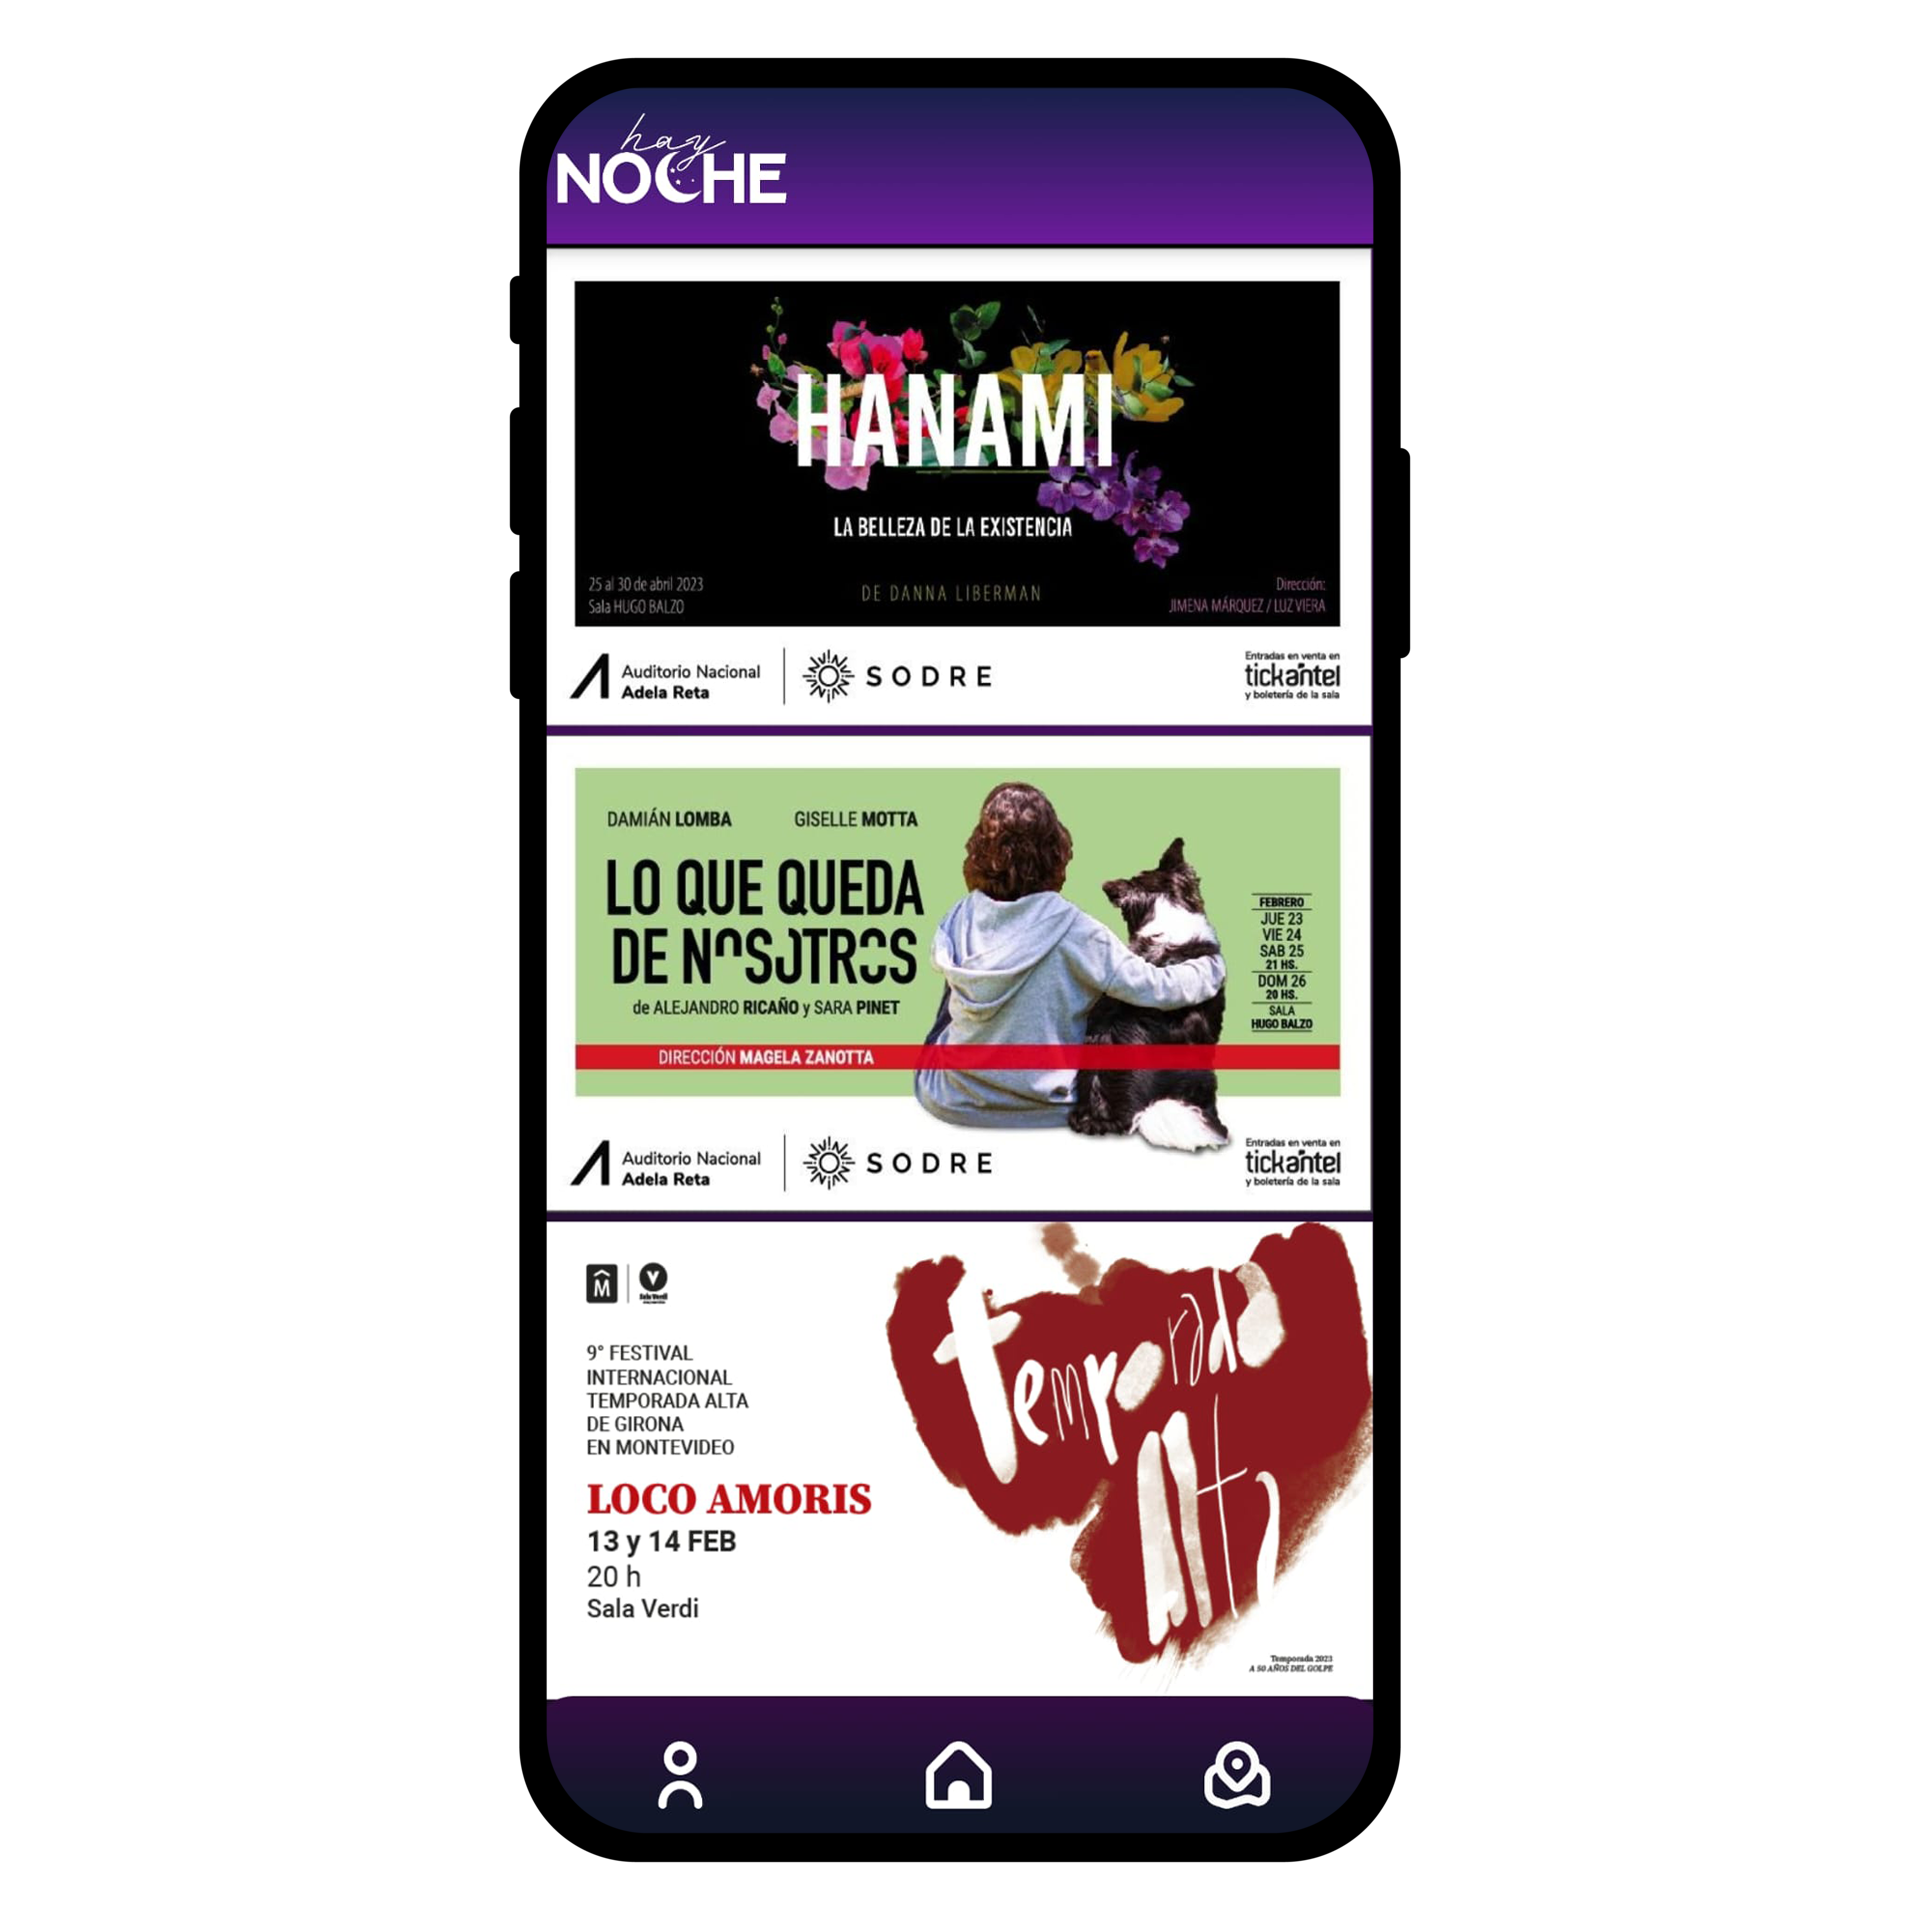 hay
NOCHE
HANAMI
LA BELLEZA DE LA EXISTENCIA
25 al 30 de abril 2023
Sala HUGO BALZO
DE DANNA LIBERMAN
Dirección:
JIMENA MÁRQUEZ / LUZ VIERA
Auditorio Nacional
Adela Reta
SODRE
Entradas en venta en
tickantel
y boletería de la sala
DAMIÁN LOMBA GISELLE MOTTA
LO QUE QUEDA
DE NOSOTROS
de ALEJANDRO RICAÑO y SARA PINET
DIRECCIÓN MAGELA ZANOTTA
FEBRERO
JUE 23
VIE 24
SAB 25
21 HS.
DOM 26
20 HS.
SALA
HUGO BALZO
Auditorio Nacional
Adela Reta
SODRE
Entradas en venta en
tickantel
y boletería de la sala
M
V
Sala Verdi
9° FESTIVAL
INTERNACIONAL
TEMPORADA ALTA
DE GIRONA
EN MONTEVIDEO
LOCO AMORIS
13 y 14 FEB
20 h
Sala Verdi
temporada
Alta
Temporada 2023
A 50 AÑOS DEL GOLPE